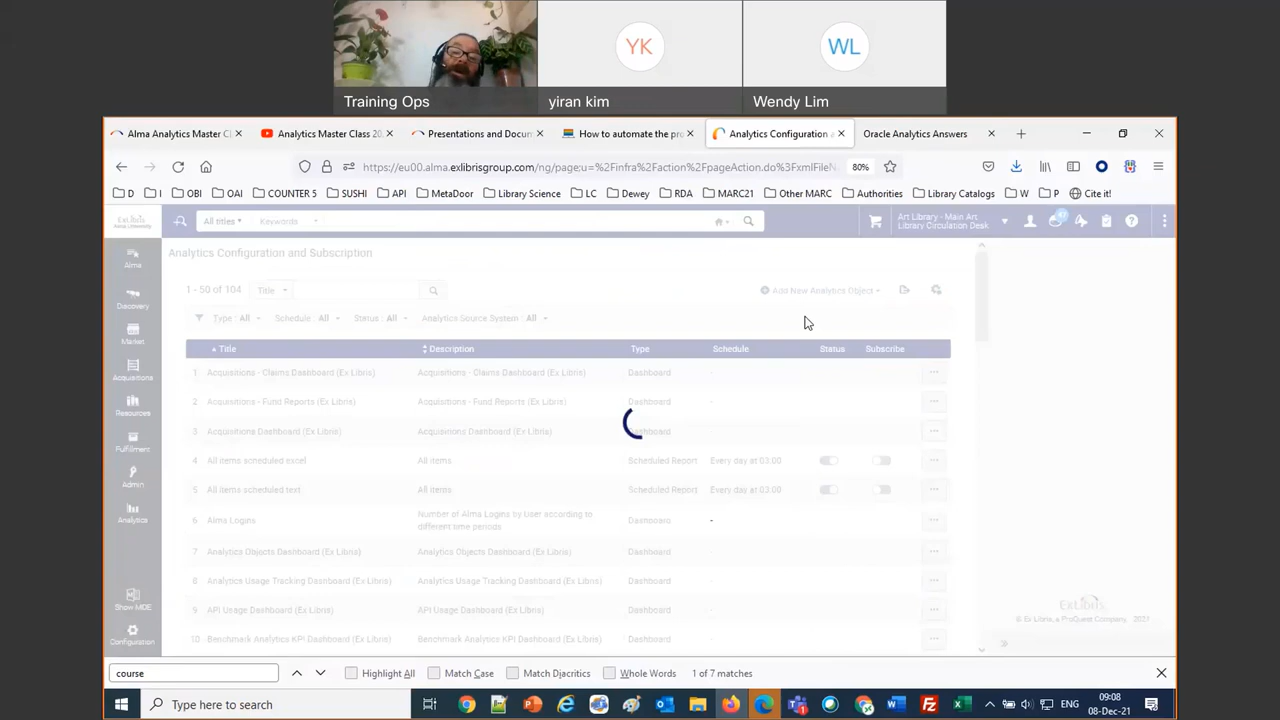 YK
WL
Training Ops
yiran kim
Wendy Lim
Alma Analytics Master Cl
Analytics Master Class 20
Presentations and Docun
How to automate the pro
Analytics Configuration a
Oracle Analytics Answers
https://eu00.alma.exlibrisgroup.com/ng/page;u=%2Finfra%2Faction%2FpageAction.do%3FxmlFileN
80%
D
I
OBI
OAI
COUNTER 5
SUSHI
API
MetaDoor
Library Science
LC
Dewey
RDA
MARC21
Other MARC
Authorities
Library Catalogs
W
P
Cite it!
ExLibris
All titles
Keywords
Art Library - Main Art
Library Circulation Desk
Alma
Discovery
Market
Acquisitions
Resources
Fulfillment
Admin
Analytics
Show MDE
Configuration
Analytics Configuration and Subscription
1 - 50 of 104
Title
Add New Analytics Object
Type : All
Schedule : All
Status : All
Analytics Source System : All
Title
Description
Type
Schedule
Status
Subscribe
1 Acquisitions - Claims Dashboard (Ex Libris) Acquisitions - Claims Dashboard (Ex Libris) Dashboard -
2 Acquisitions - Fund Reports (Ex Libris) Acquisitions - Fund Reports (Ex Libris) Dashboard -
3 Acquisitions Dashboard (Ex Libris) Acquisitions Dashboard (Ex Libris) Dashboard -
4 All items scheduled excel All items Scheduled Report Every day at 03:00
5 All items scheduled text All items Scheduled Report Every day at 03:00
6 Alma Logins Number of Alma Logins by User according to different time periods Dashboard -
7 Analytics Objects Dashboard (Ex Libris) Analytics Objects Dashboard (Ex Libris) Dashboard -
8 Analytics Usage Tracking Dashboard (Ex Libris) Analytics Usage Tracking Dashboard (Ex Libris) Dashboard -
9 API Usage Dashboard (Ex Libris) API Usage Dashboard (Ex Libris) Dashboard -
10 Benchmark Analytics KPI Dashboard (Ex Libris) Benchmark Analytics KPI Dashboard (Ex Libris) Dashboard -
ExLibris
© Ex Libris, a ProQuest Company, 2021
course
Highlight All
Match Case
Match Diacritics
Whole Words
1 of 7 matches
Type here to search
ENG
09:08
08-Dec-21